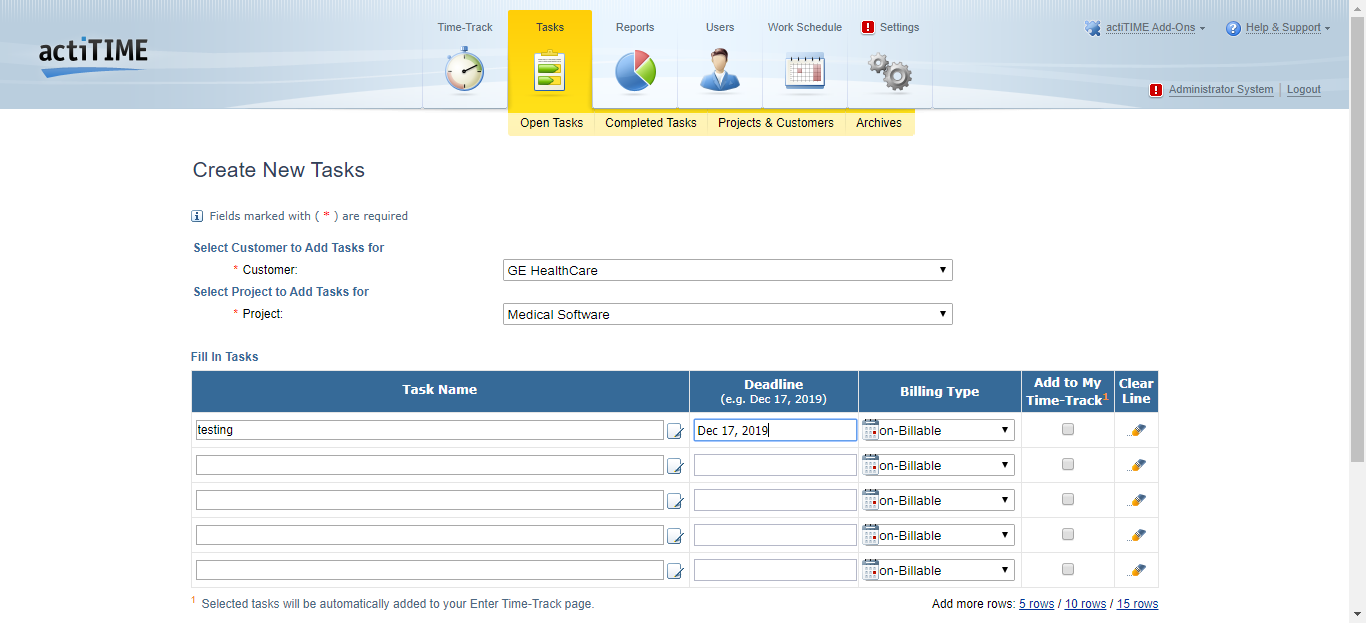 actiTIME
Time-Track Tasks Reports Users Work Schedule Settings
actiTIME Add-Ons Help & Support
Administrator System Logout
Open Tasks Completed Tasks Projects & Customers Archives
Create New Tasks
Fields marked with ( * ) are required
Select Customer to Add Tasks for
* Customer: GE HealthCare
Select Project to Add Tasks for
* Project: Medical Software
Fill In Tasks
Task Name Deadline Billing Type Add to My Clear
(e.g. Dec 17, 2019) Time-Track1 Line
testing Dec 17, 2019 on-Billable
on-Billable
on-Billable
on-Billable
on-Billable
1 Selected tasks will be automatically added to your Enter Time-Track page. Add more rows: 5 rows / 10 rows / 15 rows